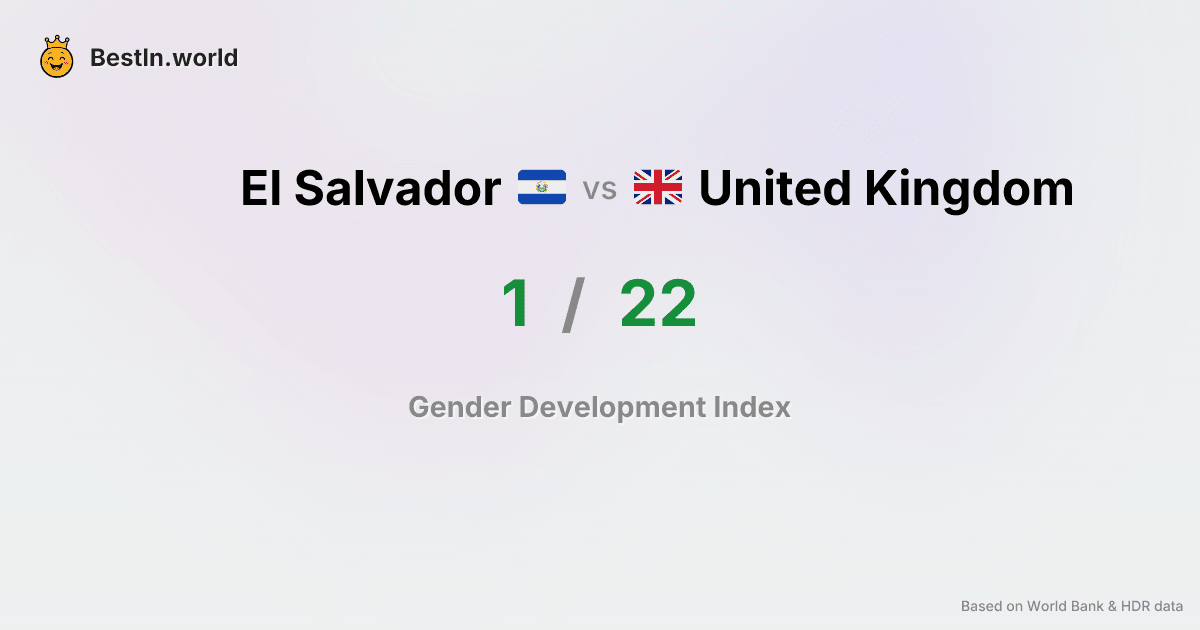 BestIn.world
El Salvador vs United Kingdom
1 / 22
Gender Development Index
Based on World Bank & HDR data